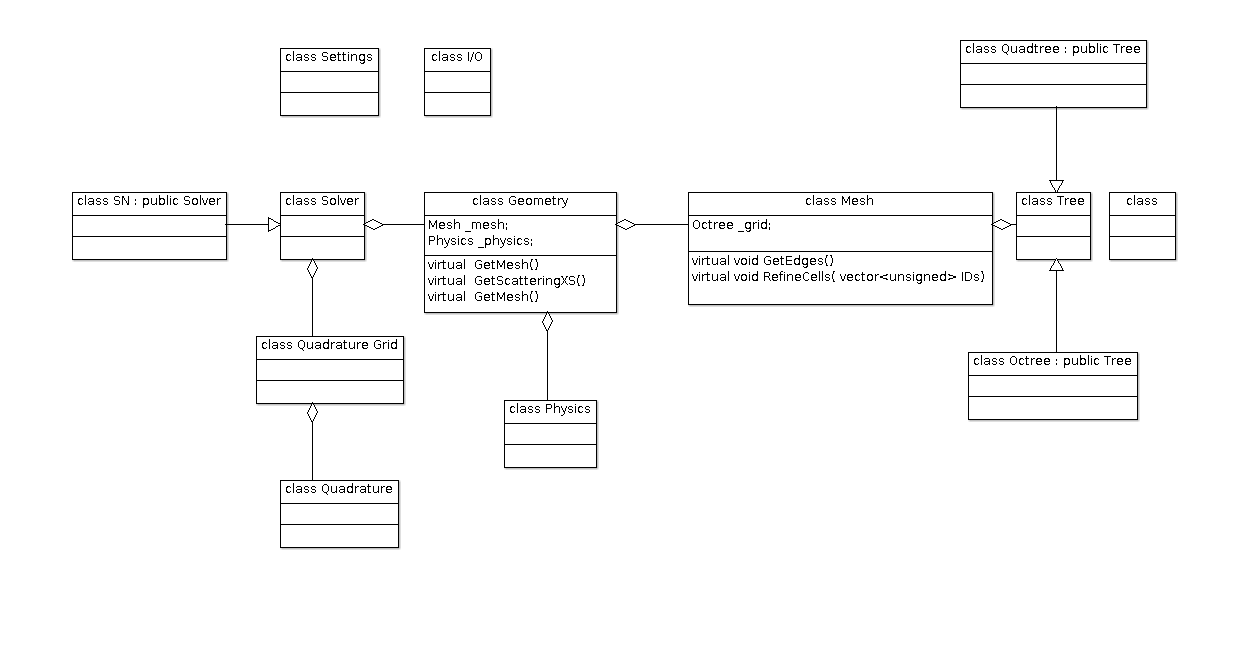 class Settings
class I/O
class Quadtree : public Tree
class SN : public Solver
class Solver
class Geometry
Mesh _mesh;
Physics _physics;
virtual  GetMesh()
virtual  GetScatteringXS()
virtual  GetMesh()
class Mesh
Octree _grid;
virtual void GetEdges()
virtual void RefineCells( vector<unsigned> IDs)
class Tree
class
class Quadrature Grid
class Octree : public Tree
class Physics
class Quadrature